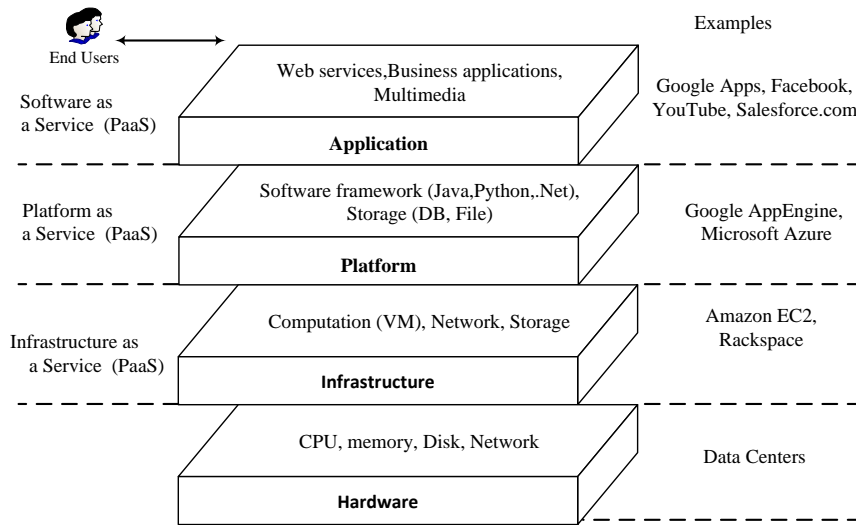 Examples
End Users
Web services,Business applications,
Multimedia
Application
Software as
a Service (PaaS)
Google Apps, Facebook,
YouTube, Salesforce.com
Software framework (Java,Python,.Net),
Storage (DB, File)
Platform
Platform as
a Service (PaaS)
Google AppEngine,
Microsoft Azure
Computation (VM), Network, Storage
Infrastructure
Infrastructure as
a Service (PaaS)
Amazon EC2,
Rackspace
CPU, memory, Disk, Network
Hardware
Data Centers